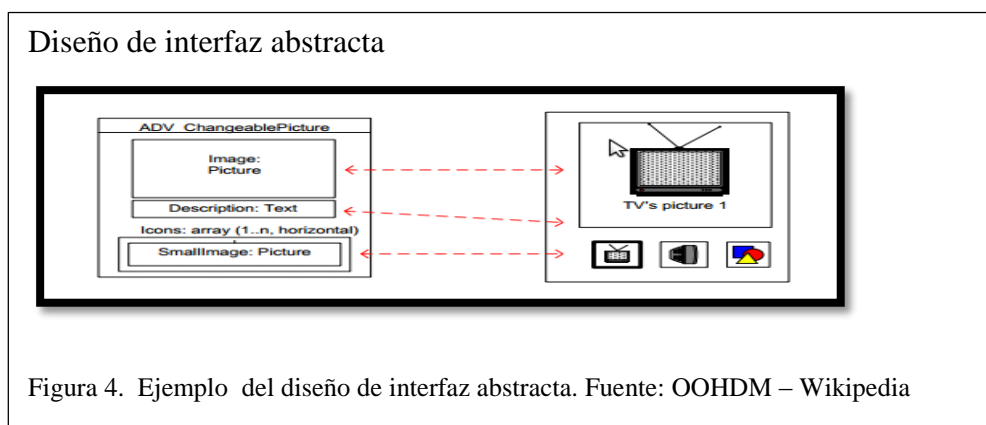 Diseño de interfaz abstracta
ADV ChangeablePicture
Image:
Picture
Description: Text
Icons: array (1..n, horizontal)
SmallImage: Picture
TV's picture 1
Figura 4. Ejemplo del diseño de interfaz abstracta. Fuente: OOHDM – Wikipedia